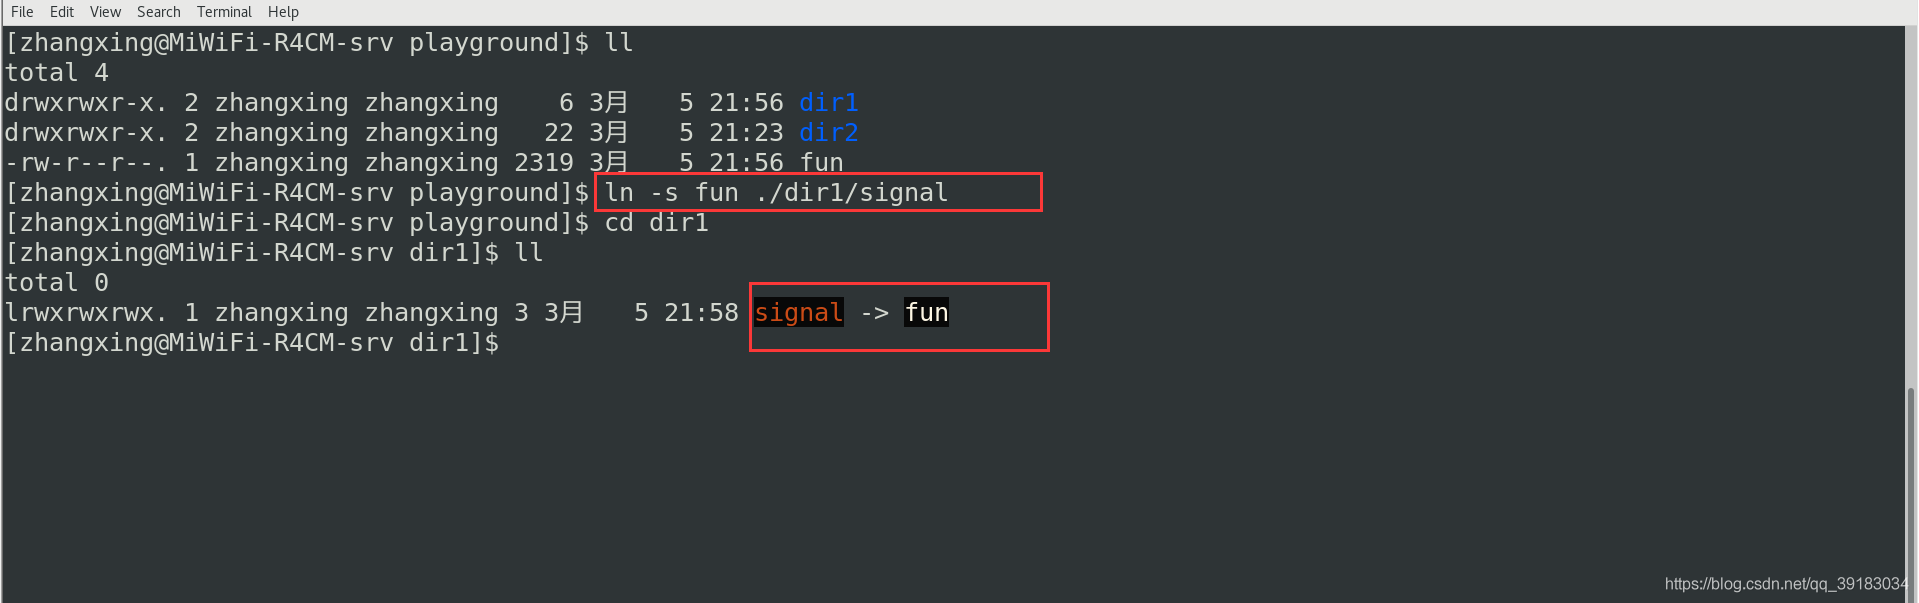 File Edit View Search Terminal Help
[zhangxing@MiWiFi-R4CM-srv playground]$ ll
total 4
drwxrwxr-x. 2 zhangxing zhangxing    6 3月   5 21:56 dir1
drwxrwxr-x. 2 zhangxing zhangxing   22 3月   5 21:23 dir2
-rw-r--r--. 1 zhangxing zhangxing 2319 3月   5 21:56 fun
[zhangxing@MiWiFi-R4CM-srv playground]$ ln -s fun ./dir1/signal
[zhangxing@MiWiFi-R4CM-srv playground]$ cd dir1
[zhangxing@MiWiFi-R4CM-srv dir1]$ ll
total 0
lrwxrwxrwx. 1 zhangxing zhangxing 3 3月   5 21:58 signal -> fun
[zhangxing@MiWiFi-R4CM-srv dir1]$
https://blog.csdn.net/qq_39183034